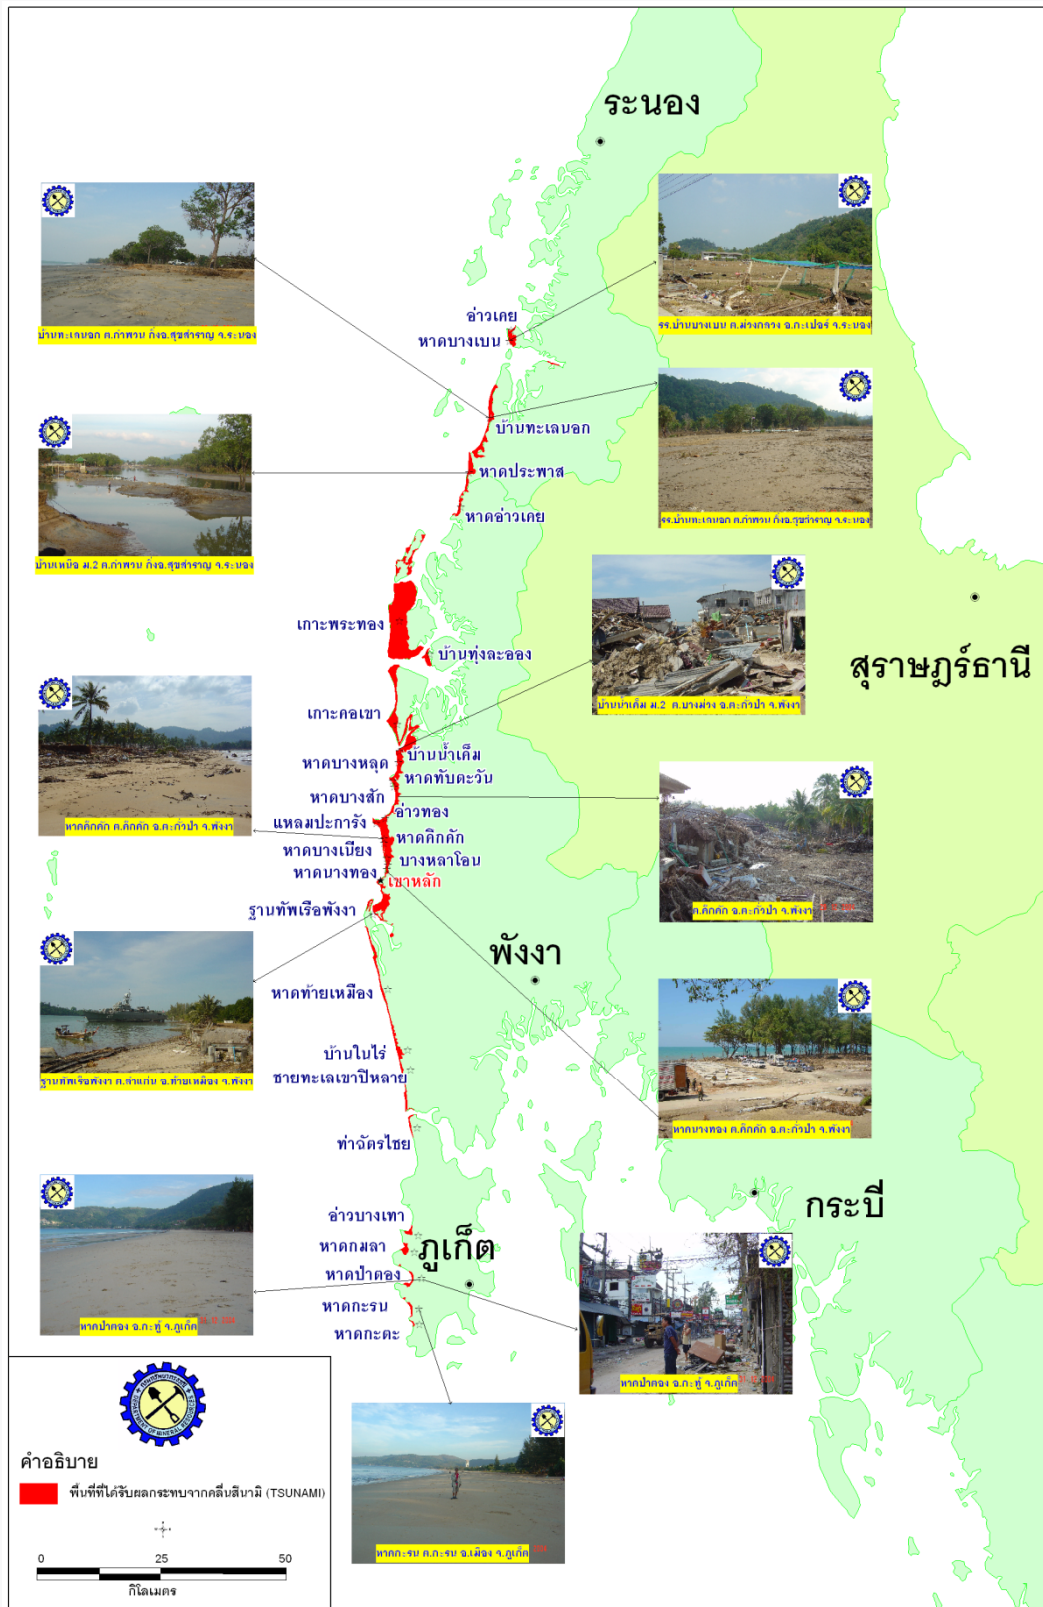 ระนอง
บ้านทะเลนอก ต.กำพวน กิ่งอ.สุขสำราญ จ.ระนอง
รร.บ้านบางเบน ต.ม่วงกลวง อ.กะเปอร์ จ.ระนอง
อ่าวเคย
หาดบางเบน
บ้านทะเลนอก
หาดประพาส
หาดอ่าวเคย
รร.บ้านทะเลนอก ต.กำพวน กิ่งอ.สุขสำราญ จ.ระนอง
บ้านเหนือ ม.2 ต.กำพวน กิ่งอ.สุขสำราญ จ.ระนอง
เกาะพระทอง
บ้านทุ่งละออง
สุราษฎร์ธานี
บ้านน้ำเค็ม ม.2 ต.บางม่วง อ.ตะกั่วป่า จ.พังงา
เกาะคอเขา
บ้านน้ำเค็ม
หาดบางหลุด
หาดทับตะวัน
หาดบางสัก
อ่าวทอง
แหลมปะการัง
หาดคึกคัก
หาดบางเนียง
บางหลาโอน
หาดนางทอง
เขาหลัก
หาดคึกคัก ต.คึกคัก อ.ตะกั่วป่า จ.พังงา
ต.คึกคัก อ.ตะกั่วป่า จ.พังงา
ฐานทัพเรือพังงา
พังงา
หาดท้ายเหมือง
บ้านในไร่
ชายทะเลเขาปิหลาย
ฐานทัพเรือพังงา ต.ลำแก่น อ.ท้ายเหมือง จ.พังงา
หาดนางทอง ต.คึกคัก อ.ตะกั่วป่า จ.พังงา
ท่าฉัตรไชย
กระบี่
อ่าวบางเทา
หาดกมลา
ภูเก็ต
หาดป่าตอง
หาดกะรน
หาดกะตะ
หาดป่าตอง อ.กะทู้ จ.ภูเก็ต
หาดป่าตอง อ.กะทู้ จ.ภูเก็ต
หาดกะรน ต.กะรน อ.เมือง จ.ภูเก็ต
กรมทรัพยากรธรณี
DEPARTMENT OF MINERAL RESOURCES
คำอธิบาย
พื้นที่ที่ได้รับผลกระทบจากคลื่นสึนามิ (TSUNAMI)
0 25 50
กิโลเมตร